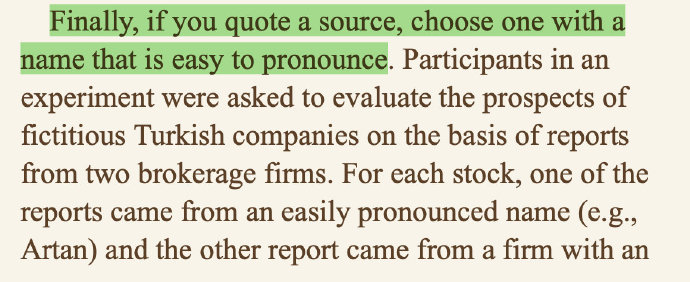 Finally, if you quote a source, choose one with a
name that is easy to pronounce. Participants in an
experiment were asked to evaluate the prospects of
fictitious Turkish companies on the basis of reports
from two brokerage firms. For each stock, one of the
reports came from an easily pronounced name (e.g.,
Artan) and the other report came from a firm with an